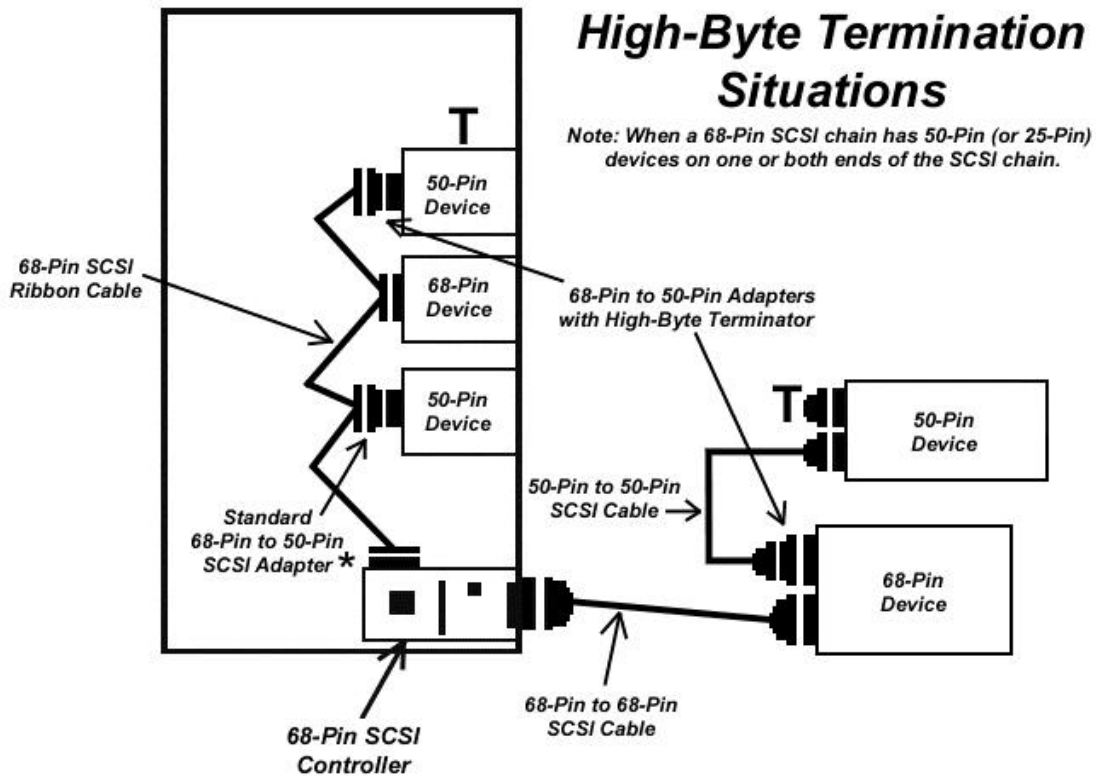 High-Byte Termination
Situations
Note: When a 68-Pin SCSI chain has 50-Pin (or 25-Pin)
devices on one or both ends of the SCSI chain.
T
50-Pin
Device
68-Pin SCSI
Ribbon Cable
68-Pin
Device
68-Pin to 50-Pin Adapters
with High-Byte Terminator
50-Pin
Device
T
50-Pin
Device
50-Pin to 50-Pin
SCSI Cable
Standard
68-Pin to 50-Pin
SCSI Adapter *
68-Pin
Device
68-Pin to 68-Pin
SCSI Cable
68-Pin SCSI
Controller